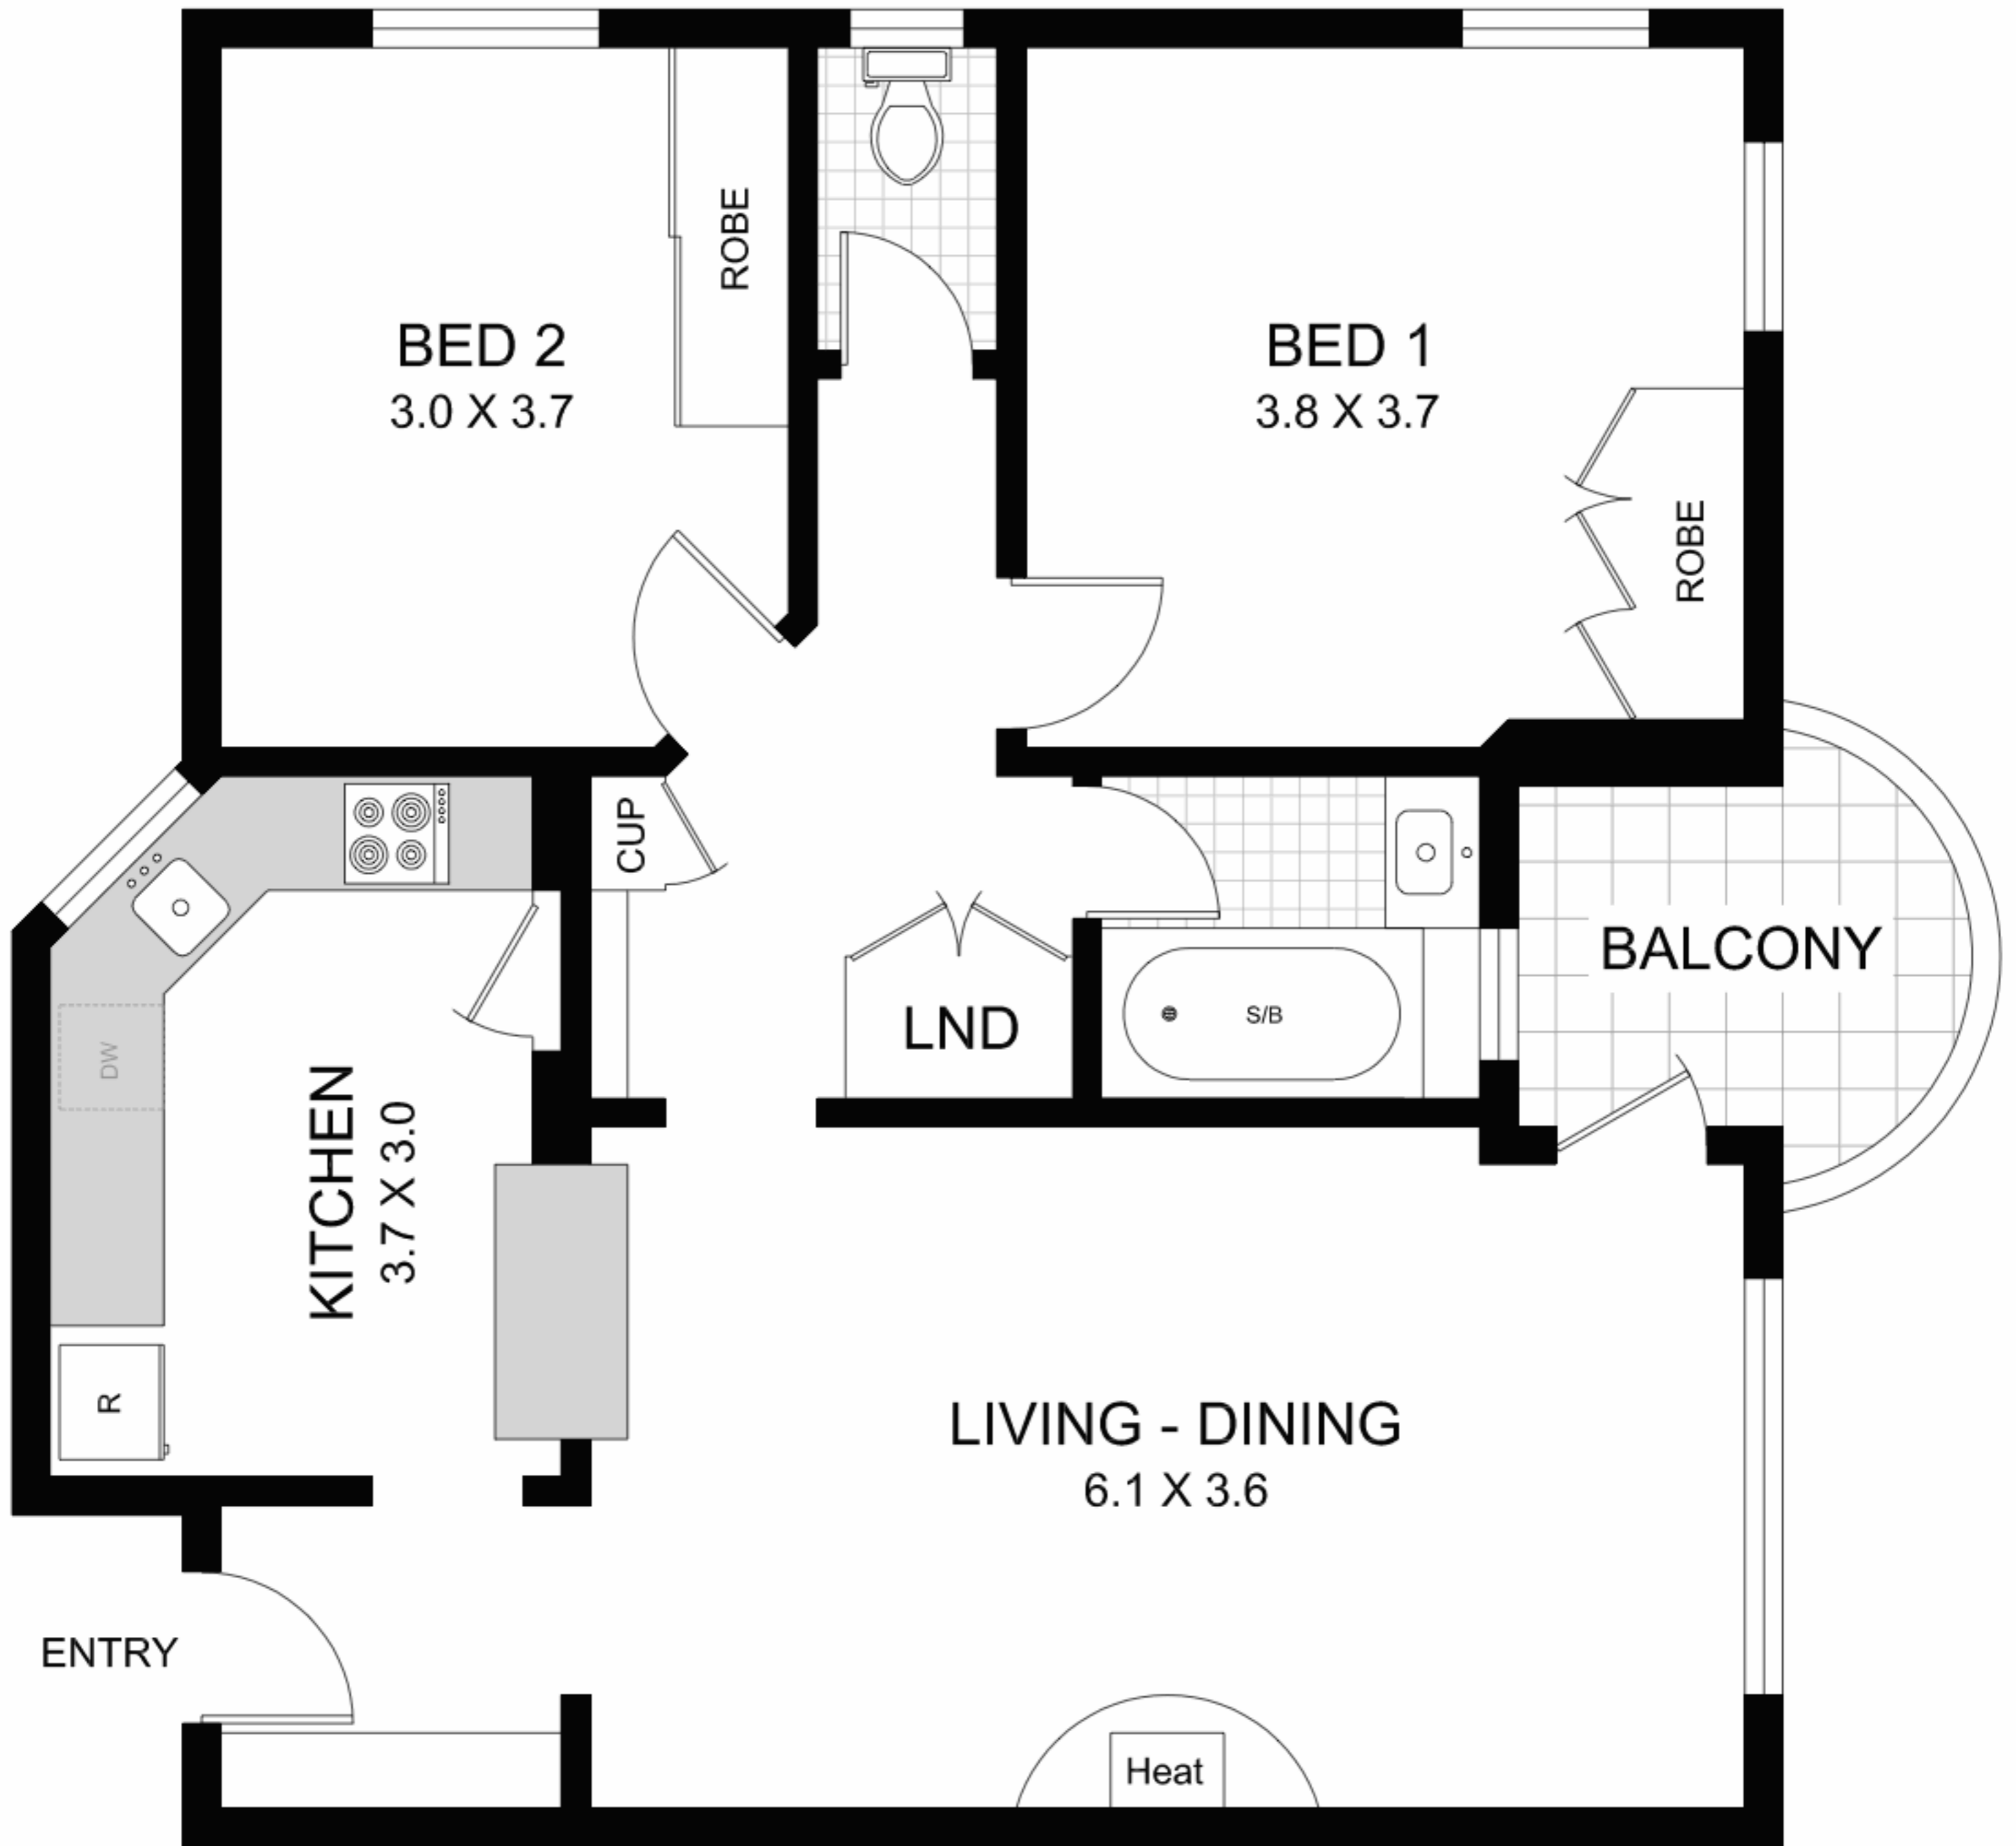 ROBE
BED 2
3.0 X 3.7
BED 1
3.8 X 3.7
ROBE
CUP
BALCONY
LND
S/B
DW
KITCHEN
3.7 X 3.0
R
LIVING - DINING
6.1 X 3.6
ENTRY
Heat